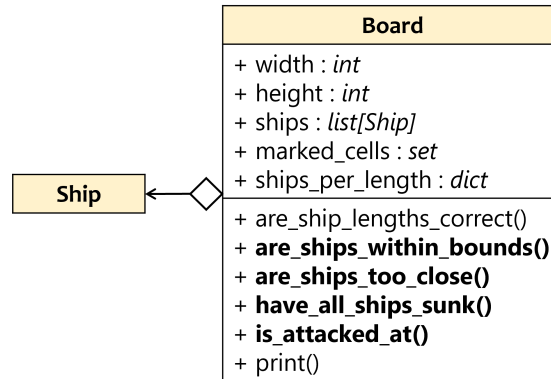 Board
+ width : int
+ height : int
+ ships : list[Ship]
+ marked_cells : set
+ ships_per_length : dict
Ship
+ are_ship_lengths_correct()
+ are_ships_within_bounds()
+ are_ships_too_close()
+ have_all_ships_sunk()
+ is_attacked_at()
+ print()